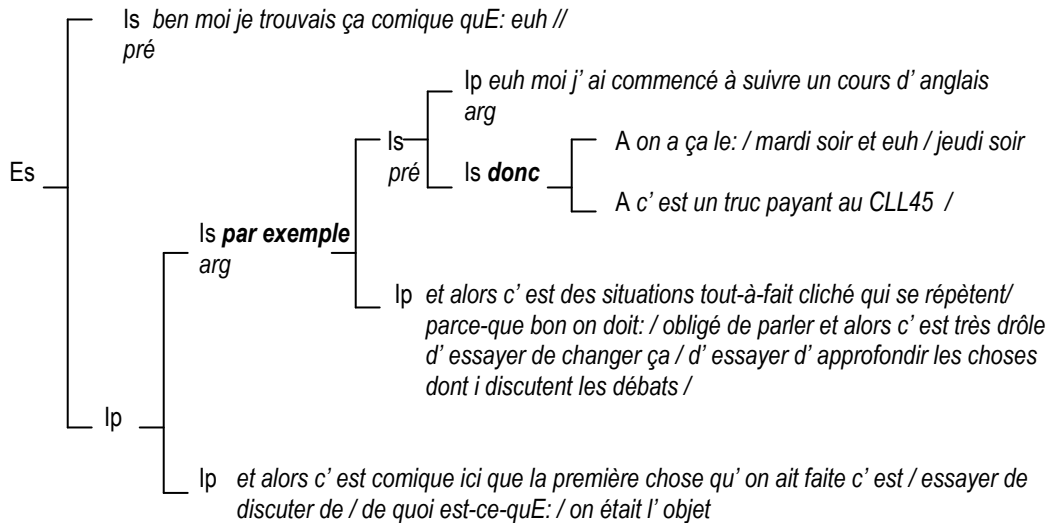 Is ben moi je trouvais ça comique quE: euh //
pré
Ip euh moi j' ai commencé à suivre un cours d' anglais
arg
Is
pré
A on a ça le: / mardi soir et euh / jeudi soir
Es
Is donc
A c' est un truc payant au CLL45 /
Is par exemple
arg
Ip et alors c' est des situations tout-à-fait cliché qui se répètent/
parce-que bon on doit: / obligé de parler et alors c' est très drôle
d' essayer de changer ça / d' essayer d' approfondir les choses
dont i discutent les débats /
Ip
Ip et alors c' est comique ici que la première chose qu' on ait faite c' est / essayer de
discuter de / de quoi est-ce-quE: / on était l' objet